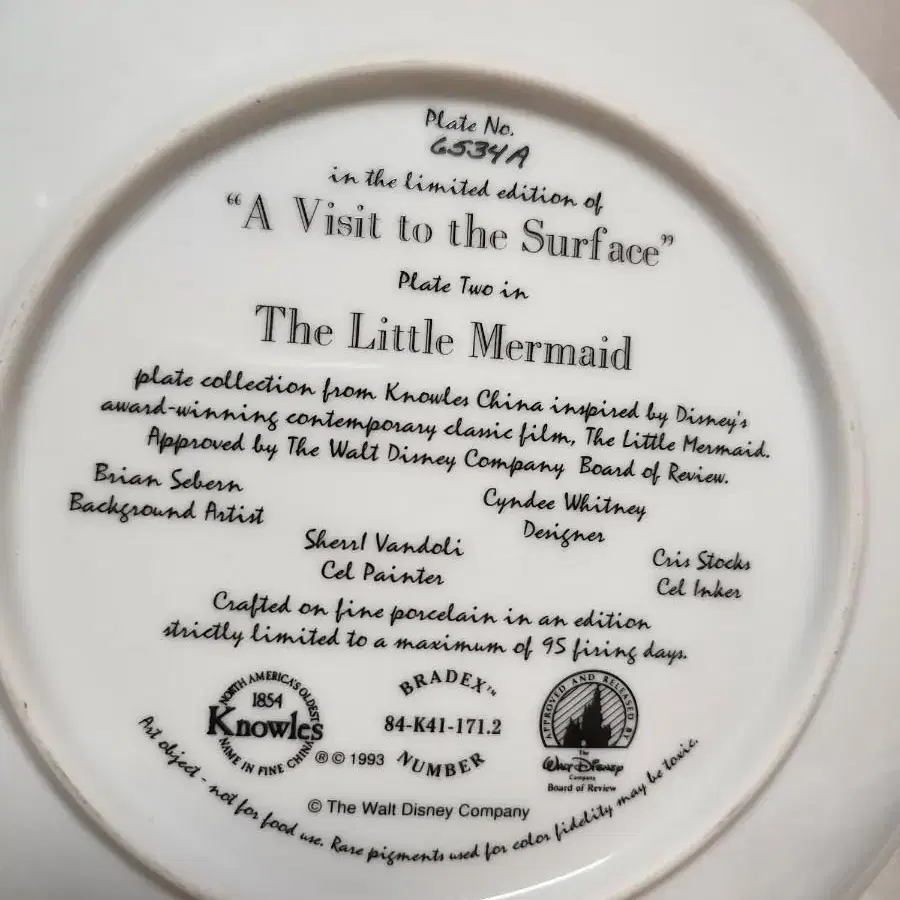 Plate No.
6534A
in the limited edition of
“A Visit to the Surface”
Plate Two in
The Little Mermaid
plate collection from Knowles China inspired by Disney's
award-winning contemporary classic film, The Little Mermaid.
Approved by The Walt Disney Company Board of Review.
Brian Sebern
Background Artist
Cyndee Whitney
Designer
Sherrl Vandoli
Cel Painter
Cris Stocks
Cel Inker
Crafted on fine porcelain in an edition
strictly limited to a maximum of 95 firing days.
NORTH AMERICA'S OLDEST
1854
Knowles
NAME IN FINE CHINA
® © 1993
BRADEX™
84-K41-171.2
NUMBER
APPROVED AND RELEASED BY
The
Walt Disney
Company
Board of Review
© The Walt Disney Company
Art object - not for food use. Rare pigments used for color fidelity may be toxic.